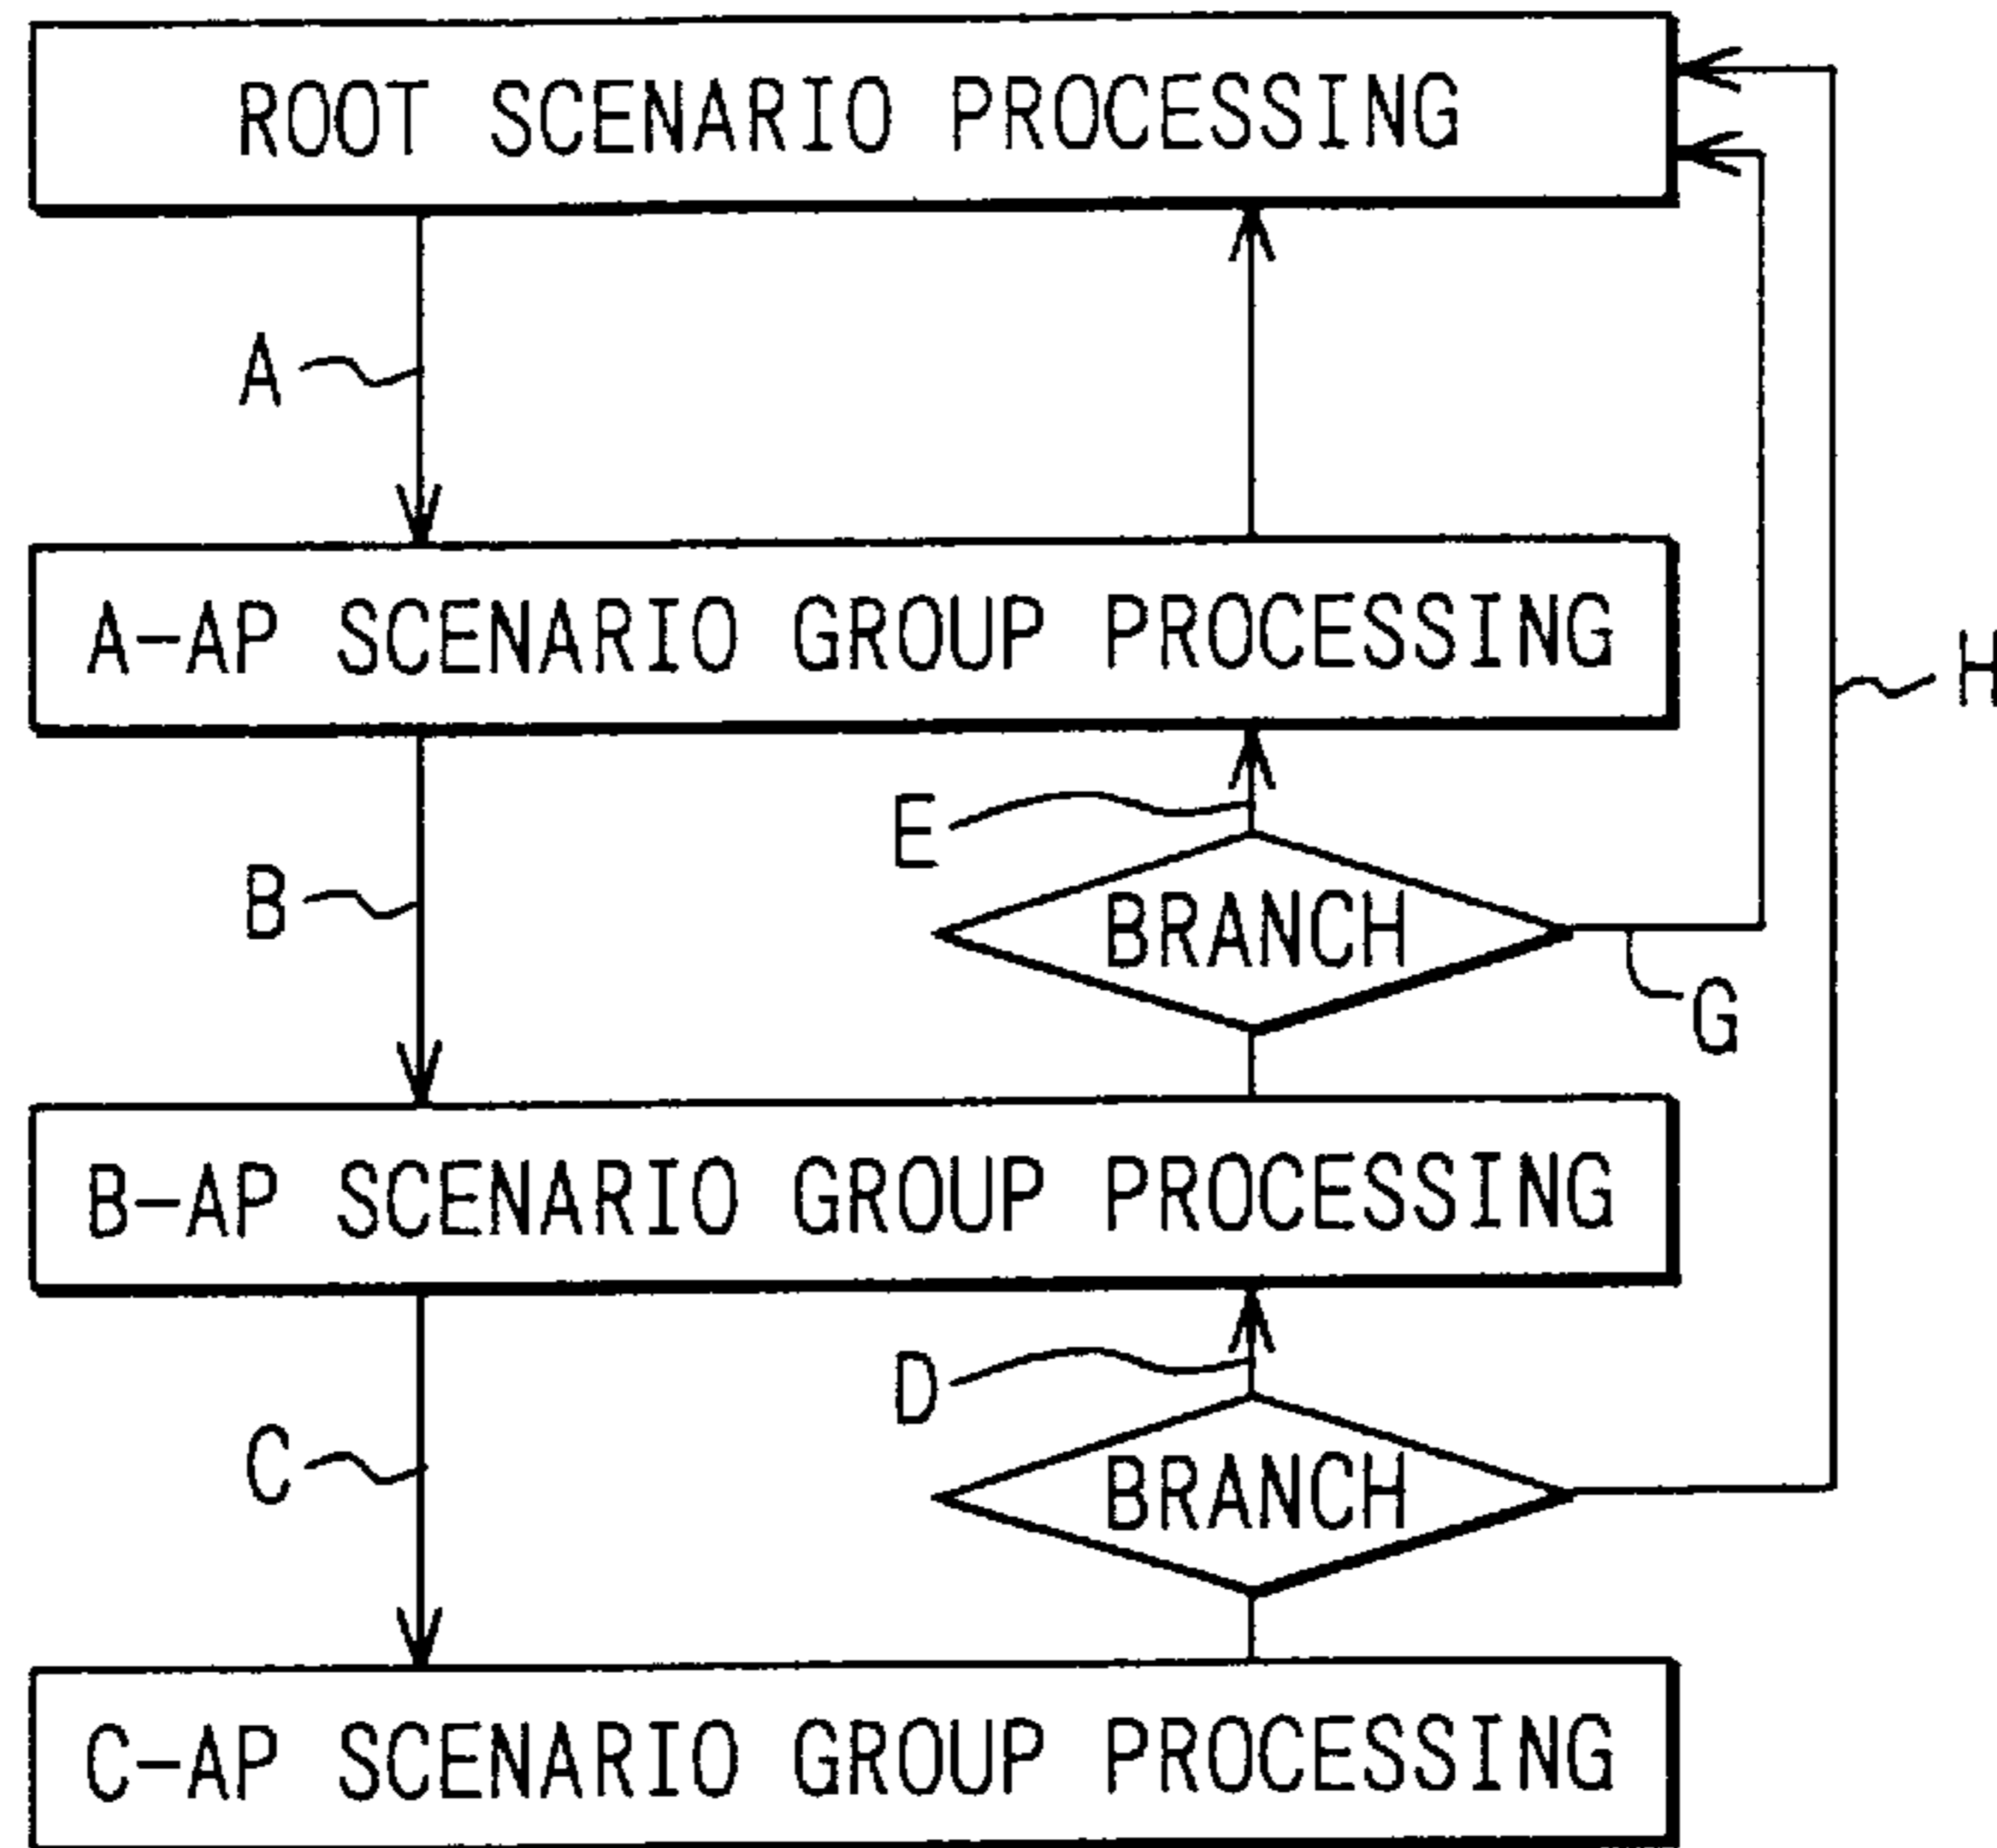 ROOT SCENARIO PROCESSING
A
A-AP SCENARIO GROUP PROCESSING
H
E
B
BRANCH
G
B-AP SCENARIO GROUP PROCESSING
D
C
BRANCH
C-AP SCENARIO GROUP PROCESSING